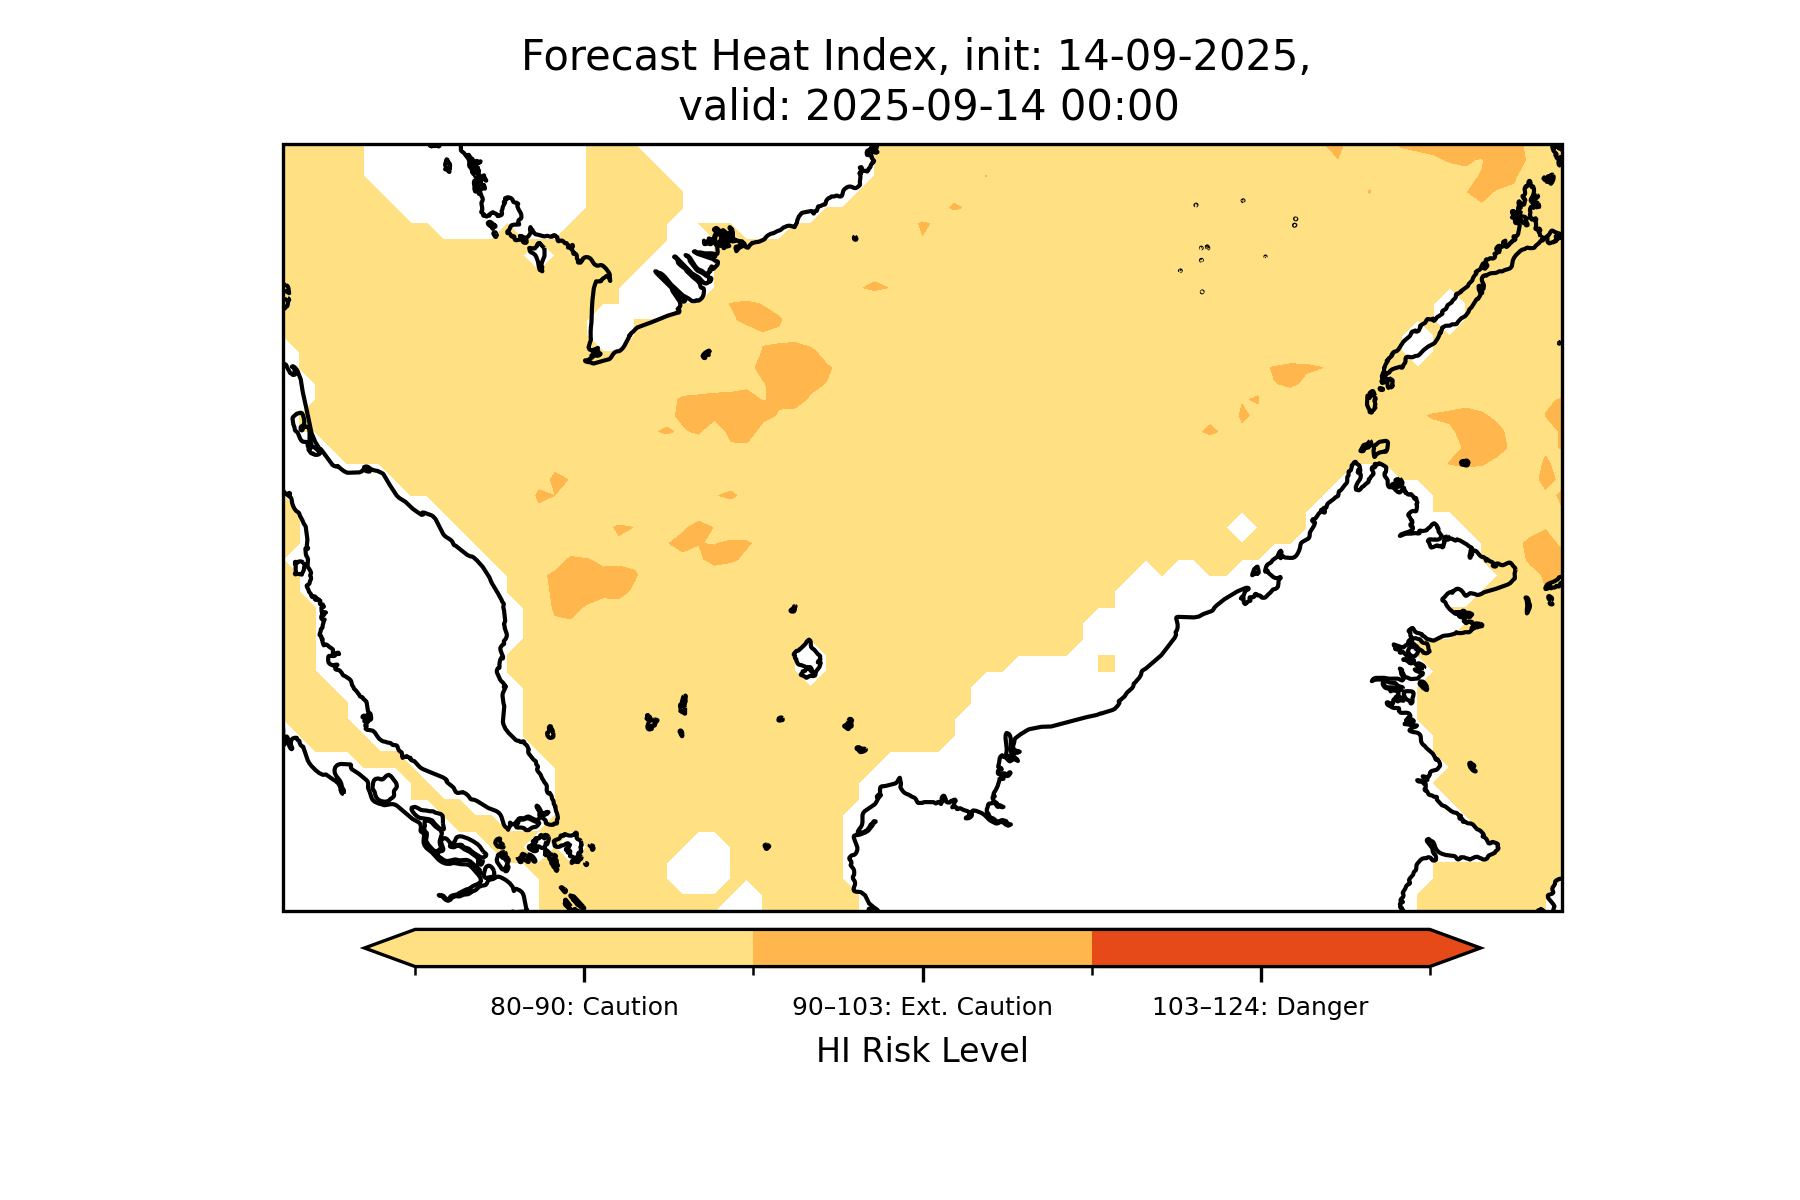 Forecast Heat Index, init: 14-09-2025,
valid: 2025-09-14 00:00
80–90: Caution
90–103: Ext. Caution
103–124: Danger
HI Risk Level